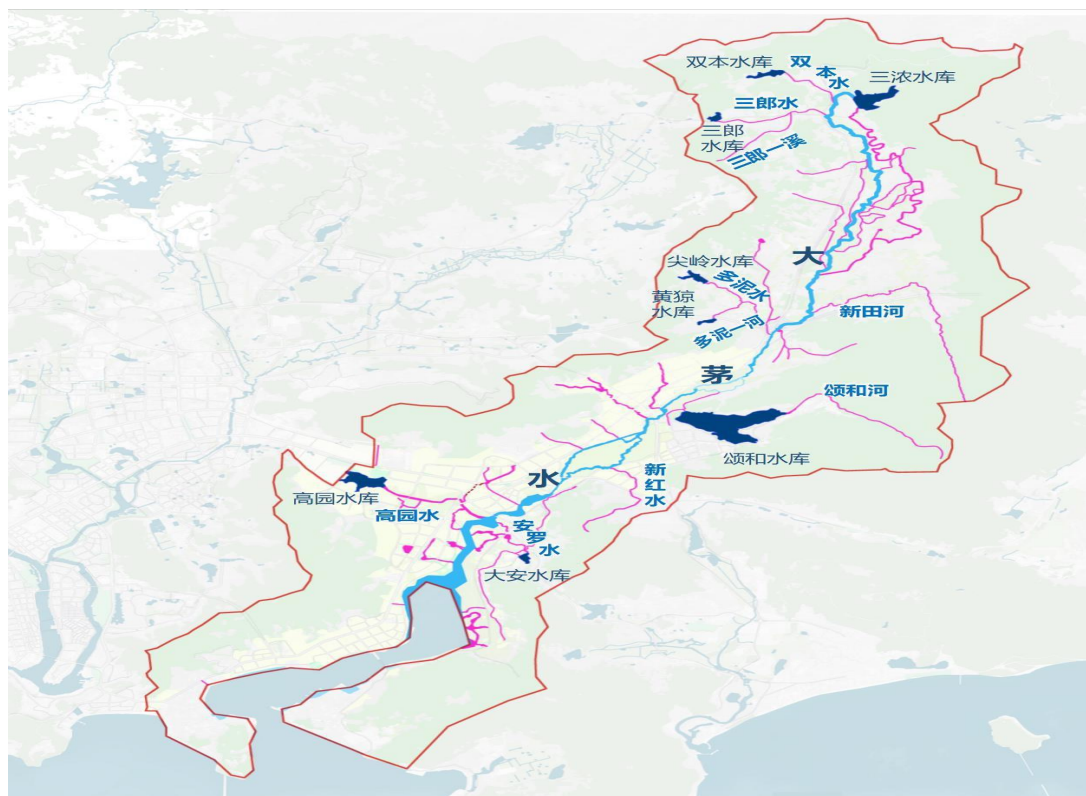 双本水库
双本水
三浓水库
三郎水
三郎
水库
三郎一溪
大
尖岭水库
多泥水
黄猄
水库
多泥一河
新田河
茅
颂和河
颂和水库
新红水
水
高园水库
高园水
安罗水
大安水库